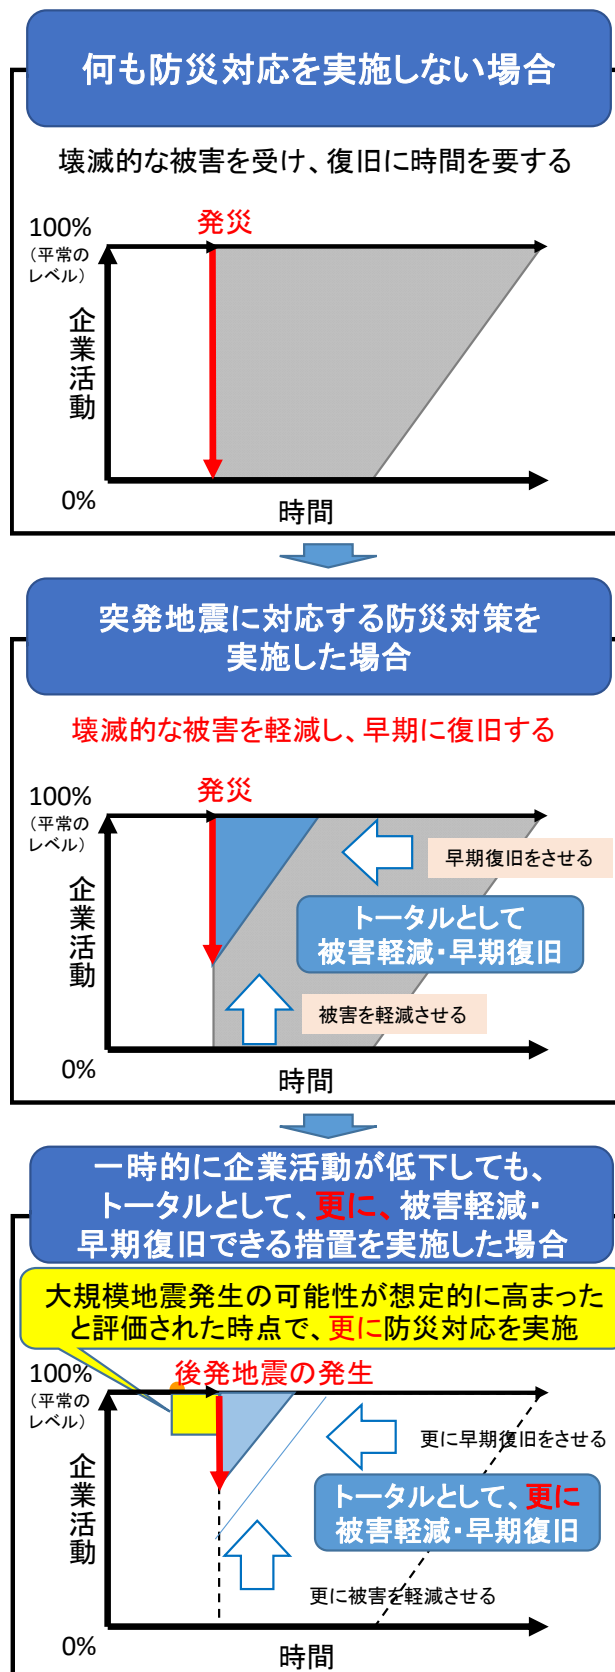 何も防災対応を実施しない場合
壊滅的な被害を受け、復旧に時間を要する
100%
(平常の
レベル)
発災
企業活動
0%
時間
突発地震に対応する防災対策を
実施した場合
壊滅的な被害を軽減し、早期に復旧する
100%
(平常の
レベル)
発災
早期復旧をさせる
トータルとして
被害軽減・早期復旧
企業活動
被害を軽減させる
0%
時間
一時的に企業活動が低下しても、
トータルとして、更に、被害軽減・
早期復旧できる措置を実施した場合
大規模地震発生の可能性が想定的に高まった
と評価された時点で、更に防災対応を実施
100%
(平常の
レベル)
後発地震の発生
更に早期復旧をさせる
トータルとして、更に
被害軽減・早期復旧
企業活動
更に被害を軽減させる
0%
時間